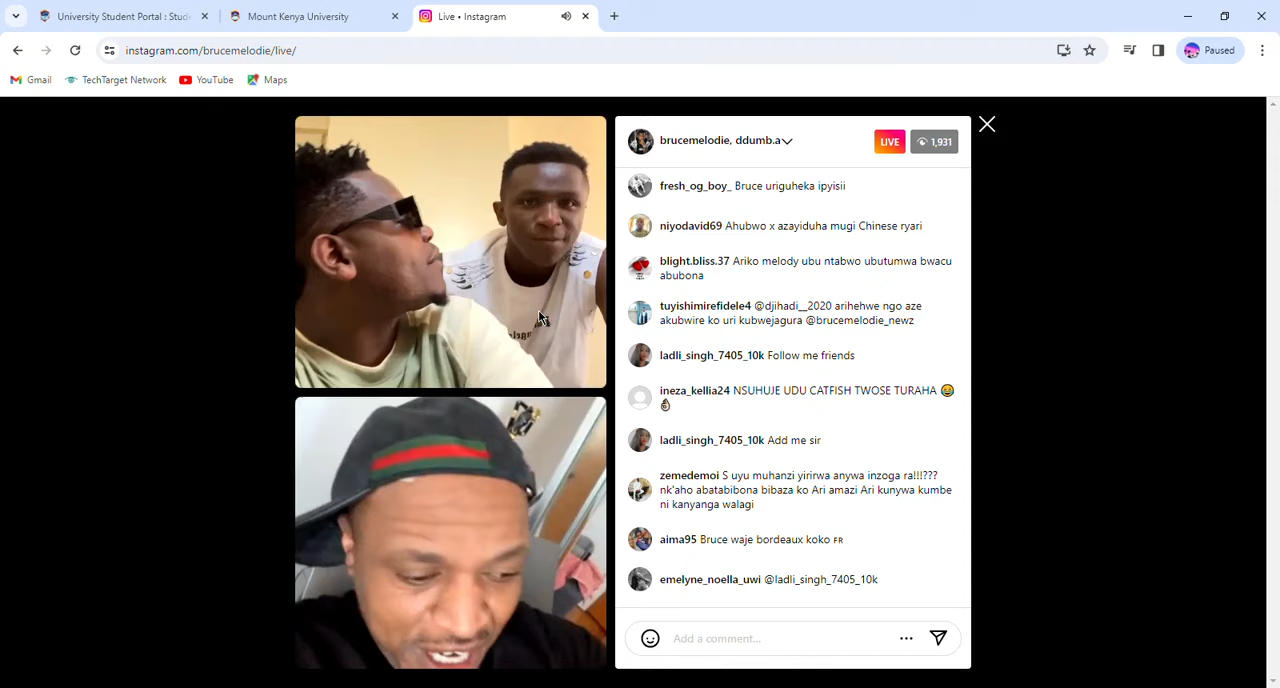 University Student Portal : Stude
Mount Kenya University
Live • Instagram
instagram.com/brucemelodie/live/
Paused
Gmail
TechTarget Network
YouTube
Maps
brucemelodie, ddumb.a
LIVE
1,931
fresh_og_boy_ Bruce uriguheka ipyisii
niyodavid69 Ahubwo x azayiduha mugi Chinese ryari
blight.bliss.37 Ariko melody ubu ntabwo ubutumwa bwacu
abubona
tuyishimirefidele4 @djihadi__2020 arihehwe ngo aze
akubwire ko uri kubwejagura @brucemelodie_newz
ladli_singh_7405_10k Follow me friends
ineza_kellia24 NSUHUJE UDU CATFISH TWOSE TURAHA 😂
👌🏿
ladli_singh_7405_10k Add me sir
zemedemoi S uyu muhanzi yirirwa anywa inzoga ra!!!???
nk'aho abatabibona bibaza ko Ari amazi Ari kunywa kumbe
ni kanyanga walagi
aima95 Bruce waje bordeaux koko FR
emelyne_noella_uwi @ladli_singh_7405_10k
Add a comment...